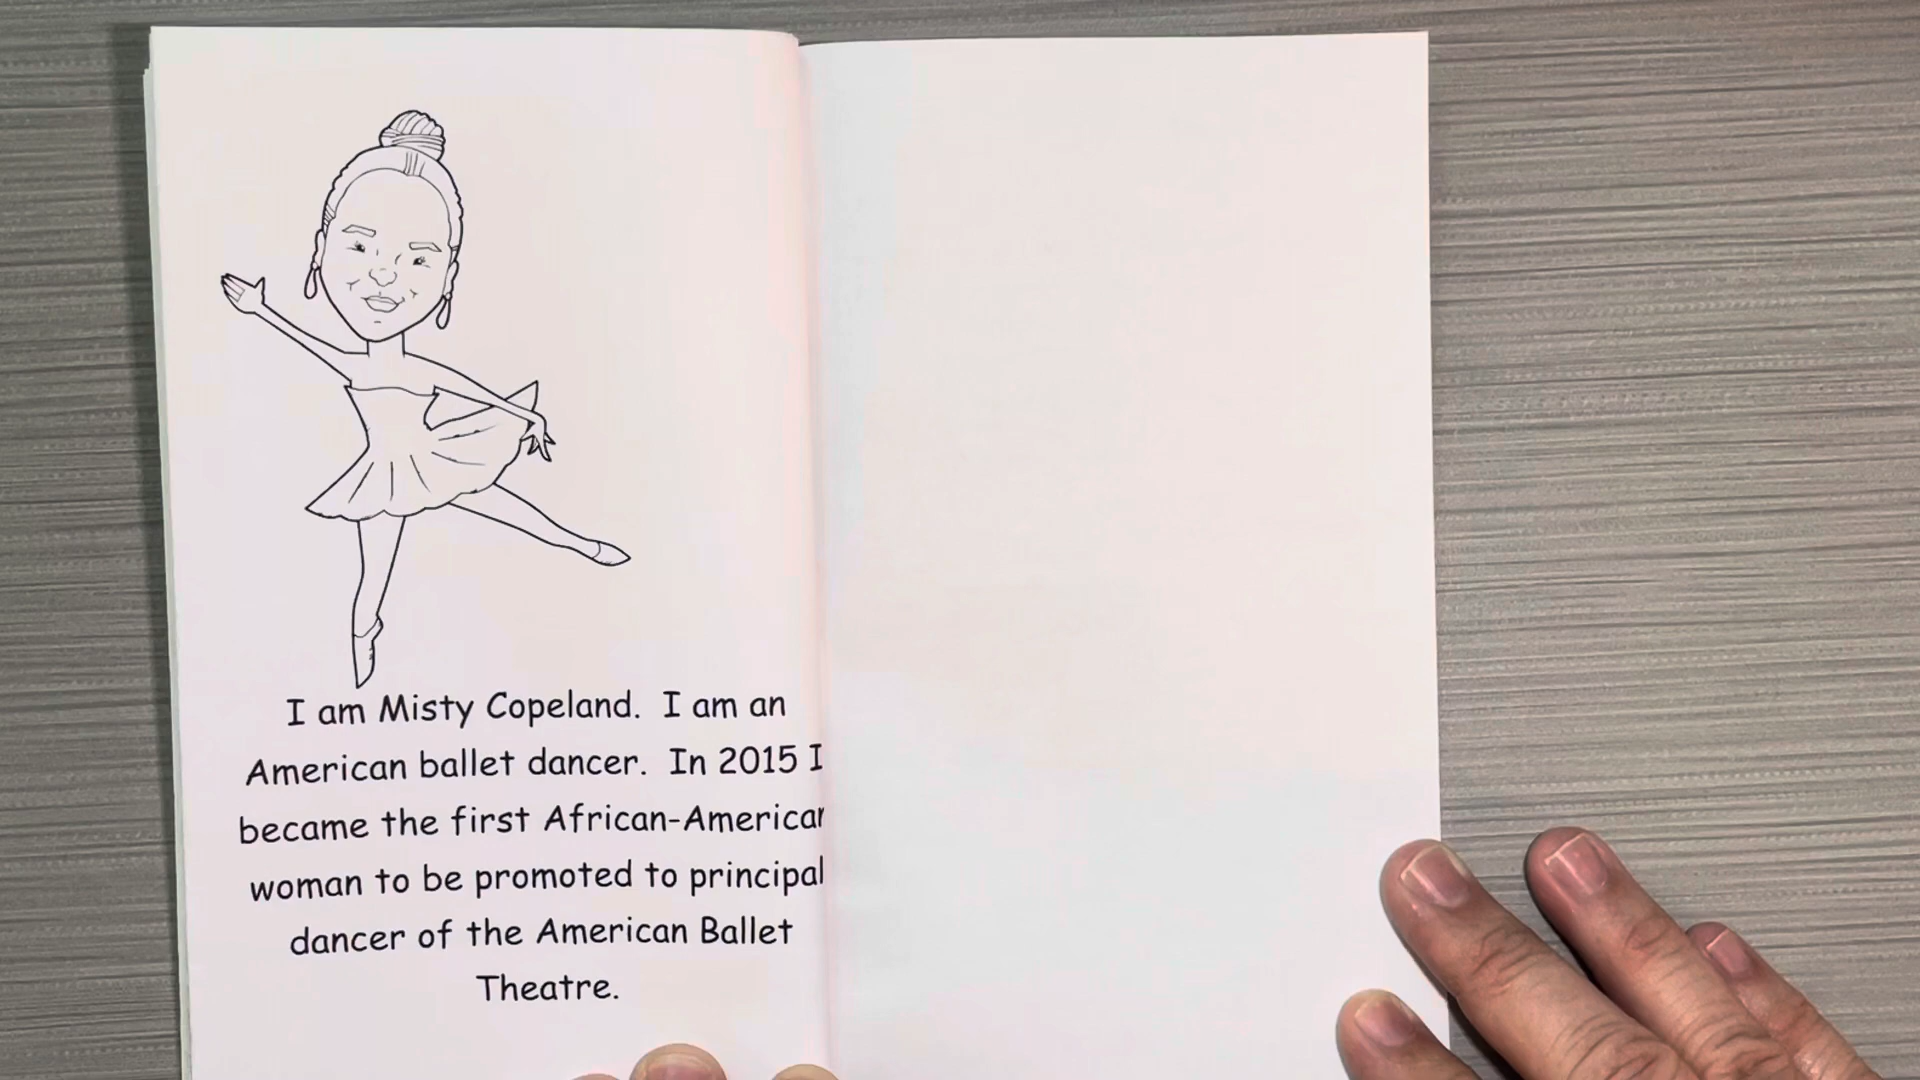 I am Misty Copeland. I am an
American ballet dancer. In 2015 I
became the first African-American
woman to be promoted to principal
dancer of the American Ballet
Theatre.